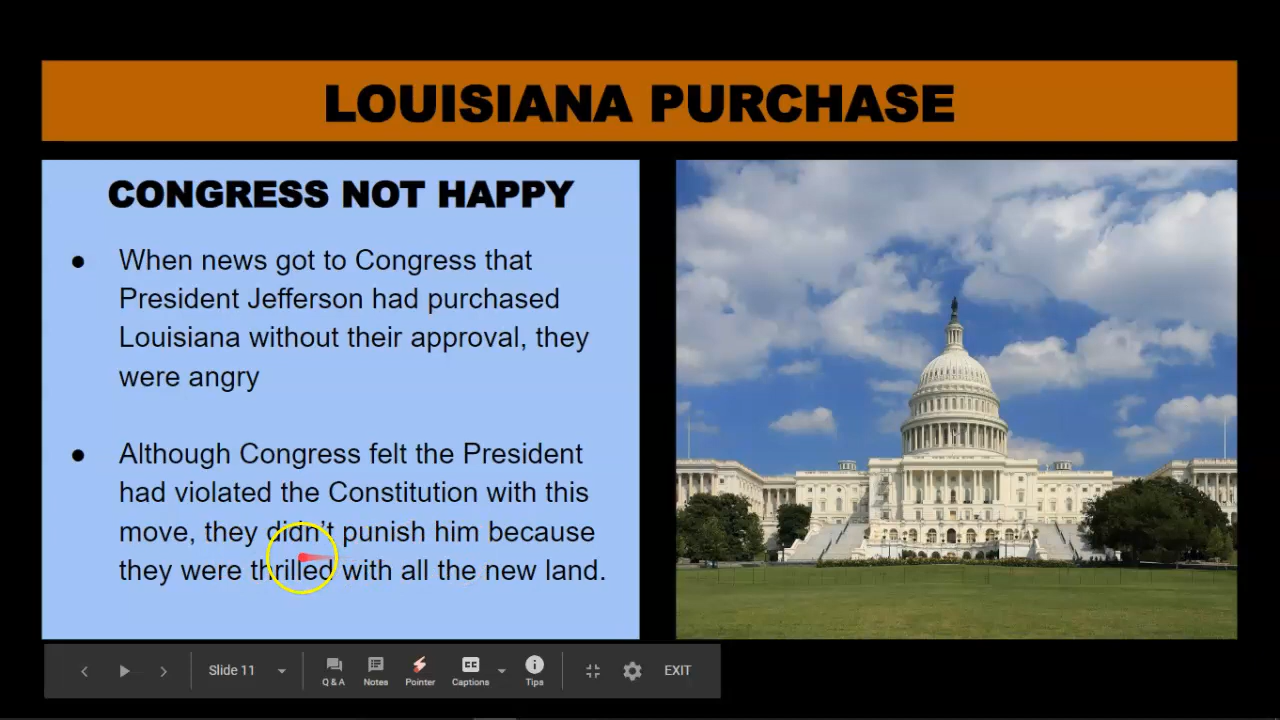 LOUISIANA PURCHASE
CONGRESS NOT HAPPY
● When news got to Congress that
President Jefferson had purchased
Louisiana without their approval, they
were angry
● Although Congress felt the President
had violated the Constitution with this
move, they didn't punish him because
they were thrilled with all the new land.
Slide 11
Q & A
Notes
Pointer
CC
Captions
Tips
EXIT